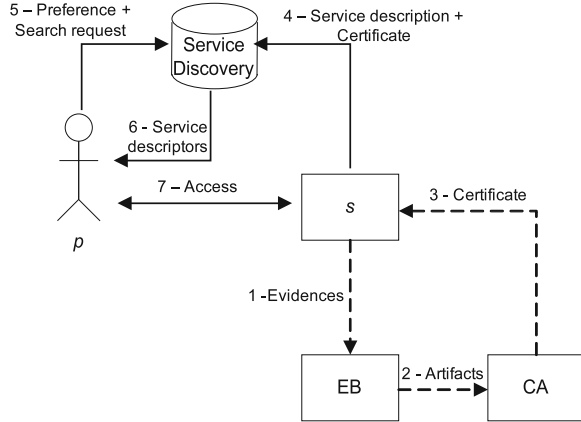 5 – Preference +
Search request
Service
Discovery
4 – Service description +
Certificate
6 - Service
descriptors
7 – Access
p
s
3 - Certificate
1 -Evidences
EB
2 - Artifacts
CA